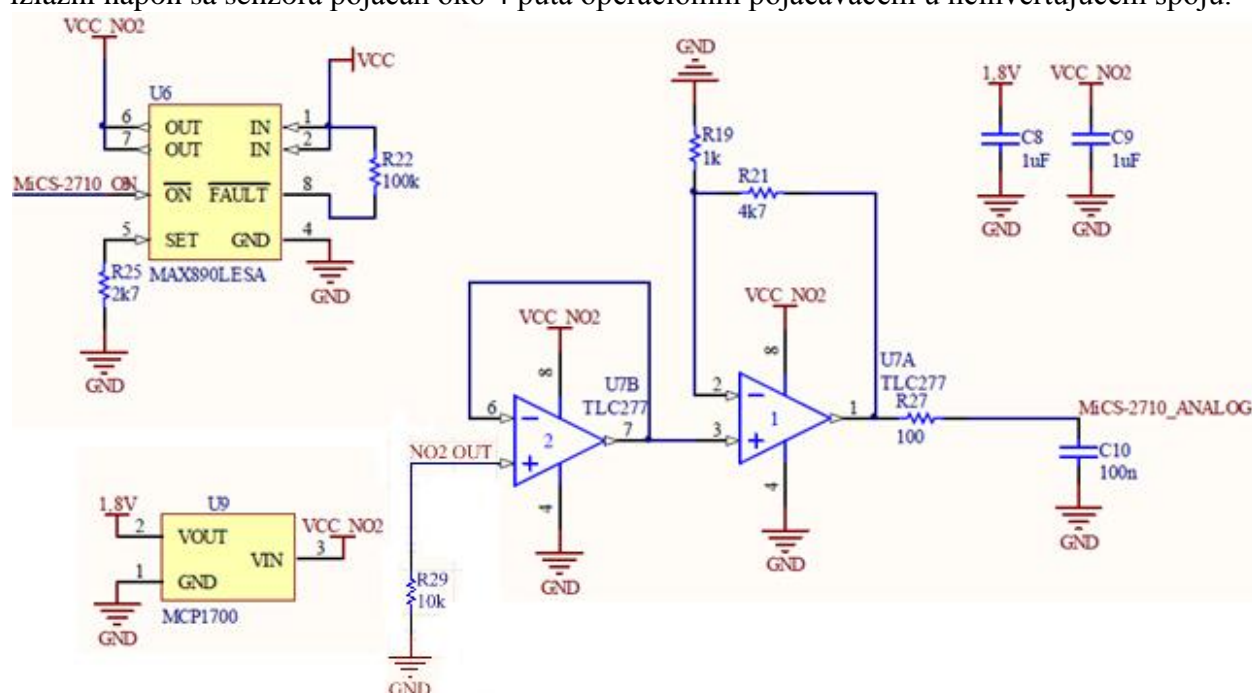 izlazni napon sa senzora pojačan oko 4 puta operacionim pojačavačem u neinvertujućem spoju.
VCC_NO2
VCC
U6
6 OUT IN 1
7 OUT IN 2
R22
100k
MiCS-2710_ON
ON FAULT 8
5 SET GND 4
R25
2k7
MAX890LESA
GND
GND
GND
R19
1k
R21
4k7
1,8V
C8
1uF
GND
VCC_NO2
C9
1uF
GND
VCC_NO2
8
U7B
TLC277
6
2
7
NO2 OUT
4
GND
R29
10k
GND
VCC_NO2
8
U7A
TLC277
2
1
1
3
4
GND
R27
100
MiCS-2710_ANALOG
C10
100n
GND
U9
1,8V
2 VOUT
VCC_NO2
VIN 3
1 GND
MCP1700
GND